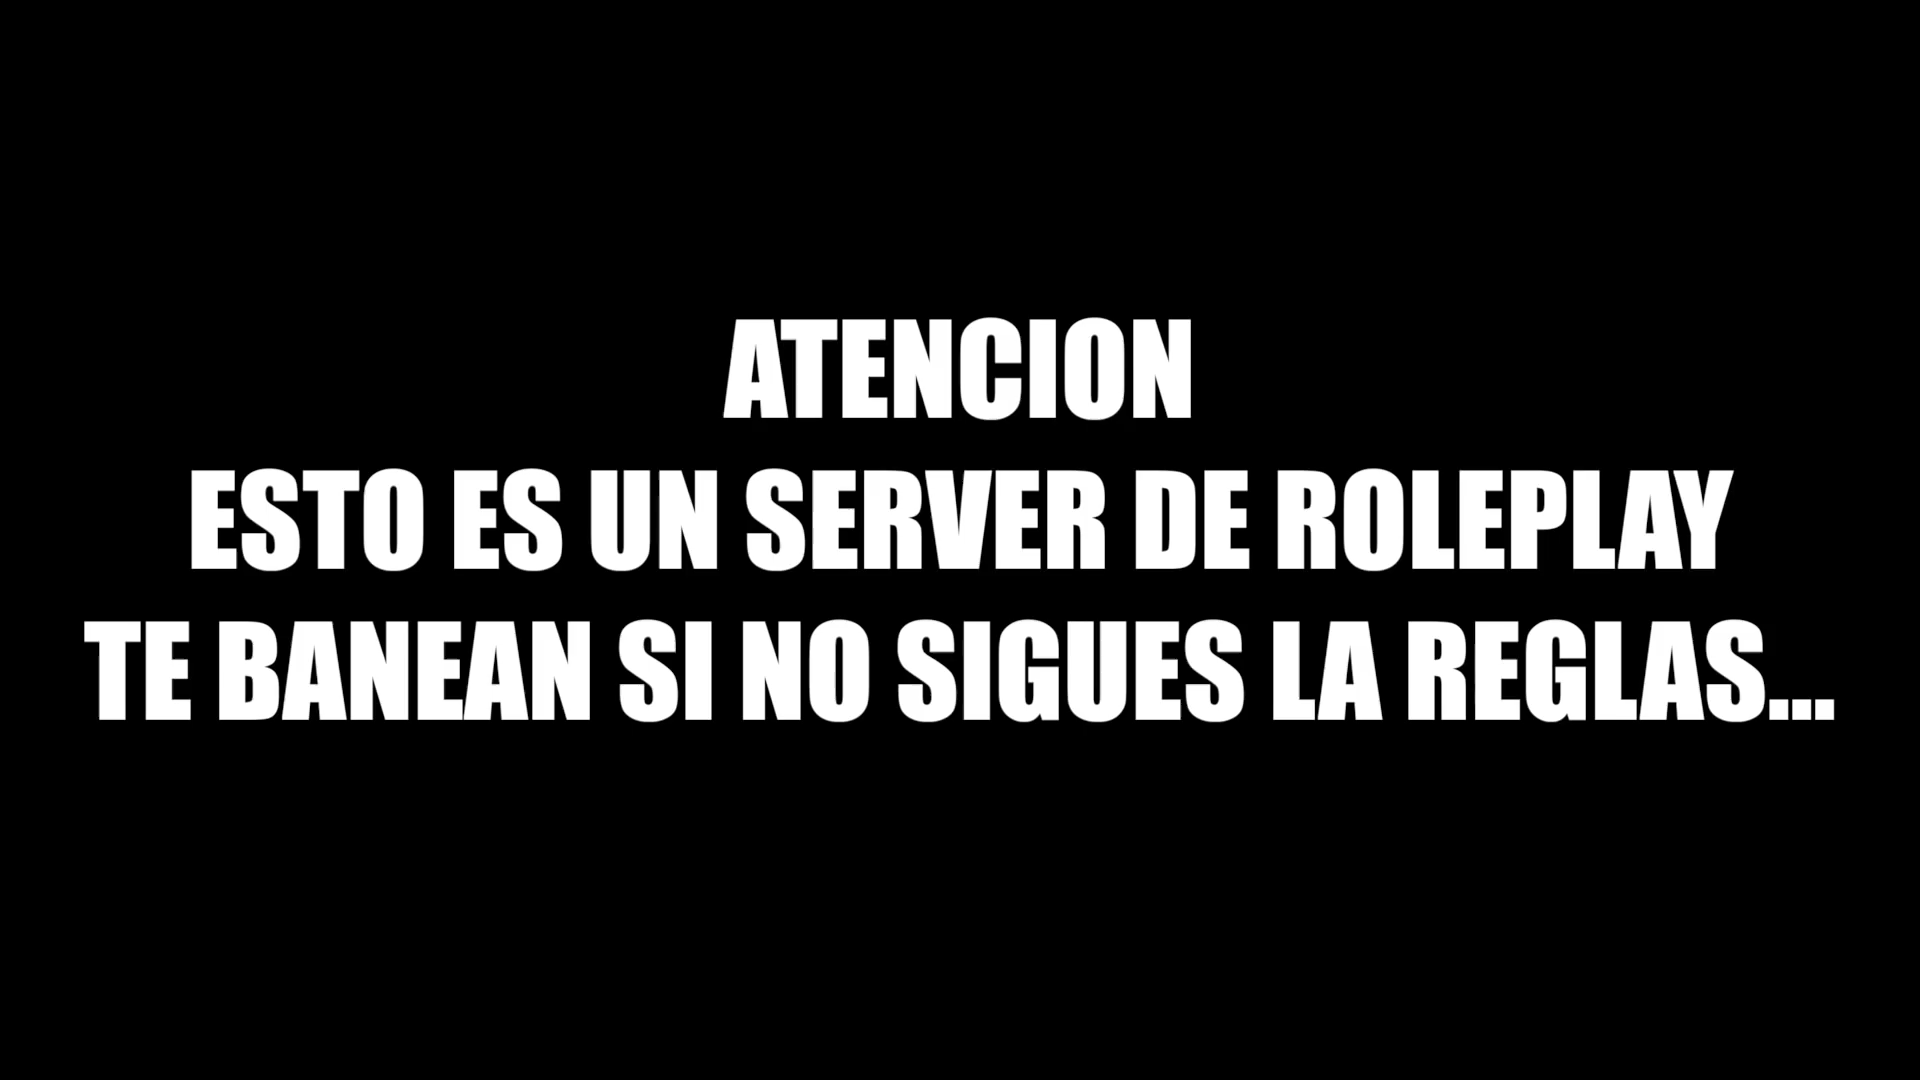 ATENCION
ESTO ES UN SERVER DE ROLEPLAY
TE BANEAN SI NO SIGUES LA REGLAS...